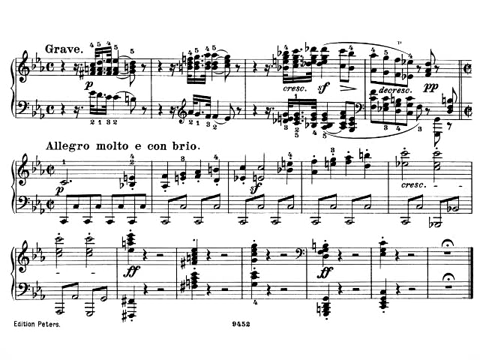 Grave.
p cresc. sf decresc. pp
Allegro molto e con brio.
p sf cresc.
ff ff
Edition Peters. 9452